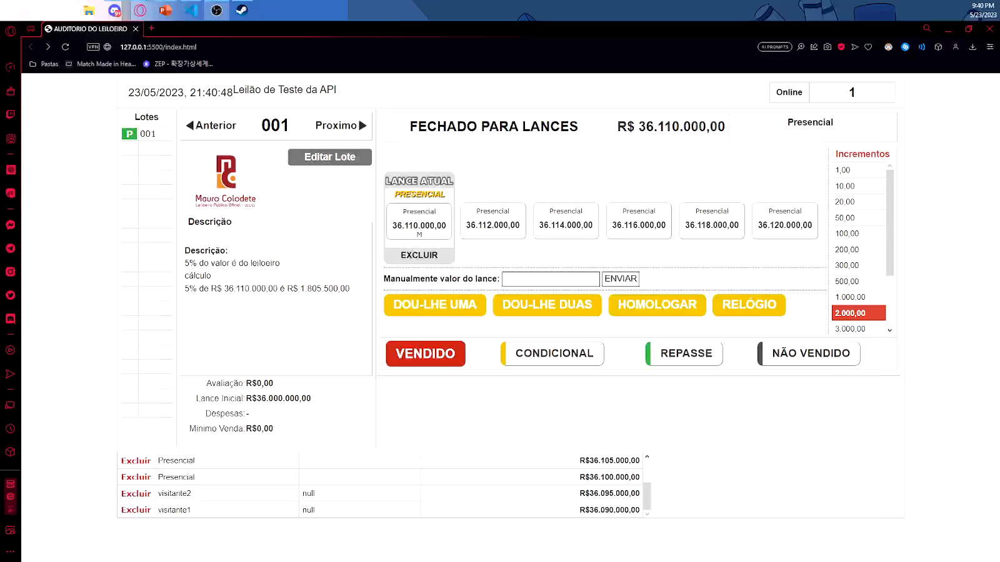 9:40 PM
5/23/2023
AUDITORIO DO LEILOEIRO
VPN 127.0.0.1:5500/index.html
AI PROMPTS
Pastas Match Made in Hea... ZEP - 확장가상세계...
23/05/2023, 21:40:48 Leilão de Teste da API
Online 1
Lotes
P 001
Anterior 001 Proximo
FECHADO PARA LANCES R$ 36.110.000,00 Presencial
Editar Lote
Mauro Colodete
Descrição
Descrição:
5% do valor é do leiloeiro
cálculo
5% de R$ 36.110.000,00 é R$ 1.805.500,00
Avaliação: R$0,00
Lance Inicial: R$36.000.000,00
Despesas: -
Minimo Venda: R$0,00
LANCE ATUAL
PRESENCIAL
Presencial
36.110.000,00
M
EXCLUIR
Presencial
36.112.000,00
Presencial
36.114.000,00
Presencial
36.116.000,00
Presencial
36.118.000,00
Presencial
36.120.000,00
Manualmente valor do lance: ENVIAR
DOU-LHE UMA DOU-LHE DUAS HOMOLOGAR RELÓGIO
VENDIDO CONDICIONAL REPASSE NÃO VENDIDO
Incrementos
1,00
10,00
20,00
50,00
100,00
200,00
300,00
500,00
1.000,00
2.000,00
3.000,00
Excluir Presencial R$36.105.000,00
Excluir Presencial R$36.100.000,00
Excluir visitante2 null R$36.095.000,00
Excluir visitante1 null R$36.090.000,00